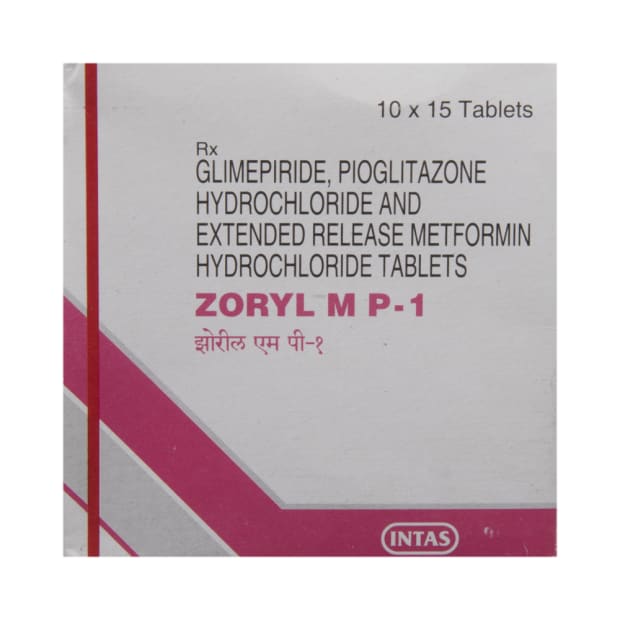 10 x 15 Tablets
Rx
GLIMEPIRIDE, PIOGLITAZONE
HYDROCHLORIDE AND
EXTENDED RELEASE METFORMIN
HYDROCHLORIDE TABLETS
ZORYL M P-1
झोरील एम पी-१
INTAS